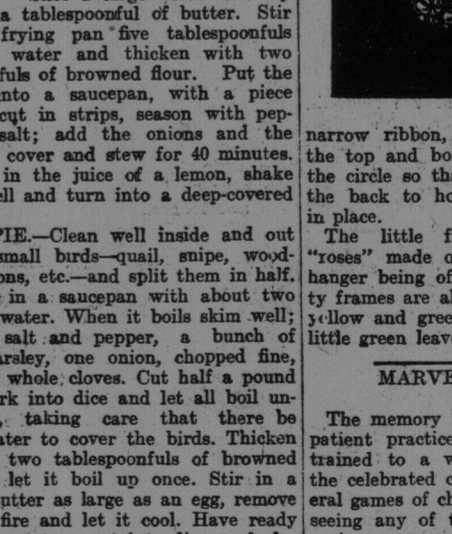 a tablespoonful of butter. Stir
frying pan five tablespoonfuls
water and thicken with two
fuls of browned flour. Put the
nto a saucepan, with a piece
cut in strips, season with pep-
salt; add the onions and the
cover and stew for 40 minutes.
in the juice of a lemon, shake
ell and turn into a deep-covered
PIE.—Clean well inside and out
small birds—quail, snipe, wood-
ons, etc.—and split them in half.
in a saucepan with about two
water. When it boils skim well;
salt and pepper, a bunch of
arsley, one onion, chopped fine,
whole cloves. Cut half a pound
rk into dice and let all boil un-
, taking care that there be
ater to cover the birds. Thicken
two tablespoonfuls of browned
let it boil up once. Stir in a
utter as large as an egg, remove
fire and let it cool. Have ready
narrow ribbon,
the top and bo
the circle so tha
the back to ho
in place.
The little f
"roses" made o
hanger being of
ty frames are al
yellow and gree
little green leav
MARVE
The memory
patient practice
trained to a w
the celebrated c
eral games of ch
seeing any of t